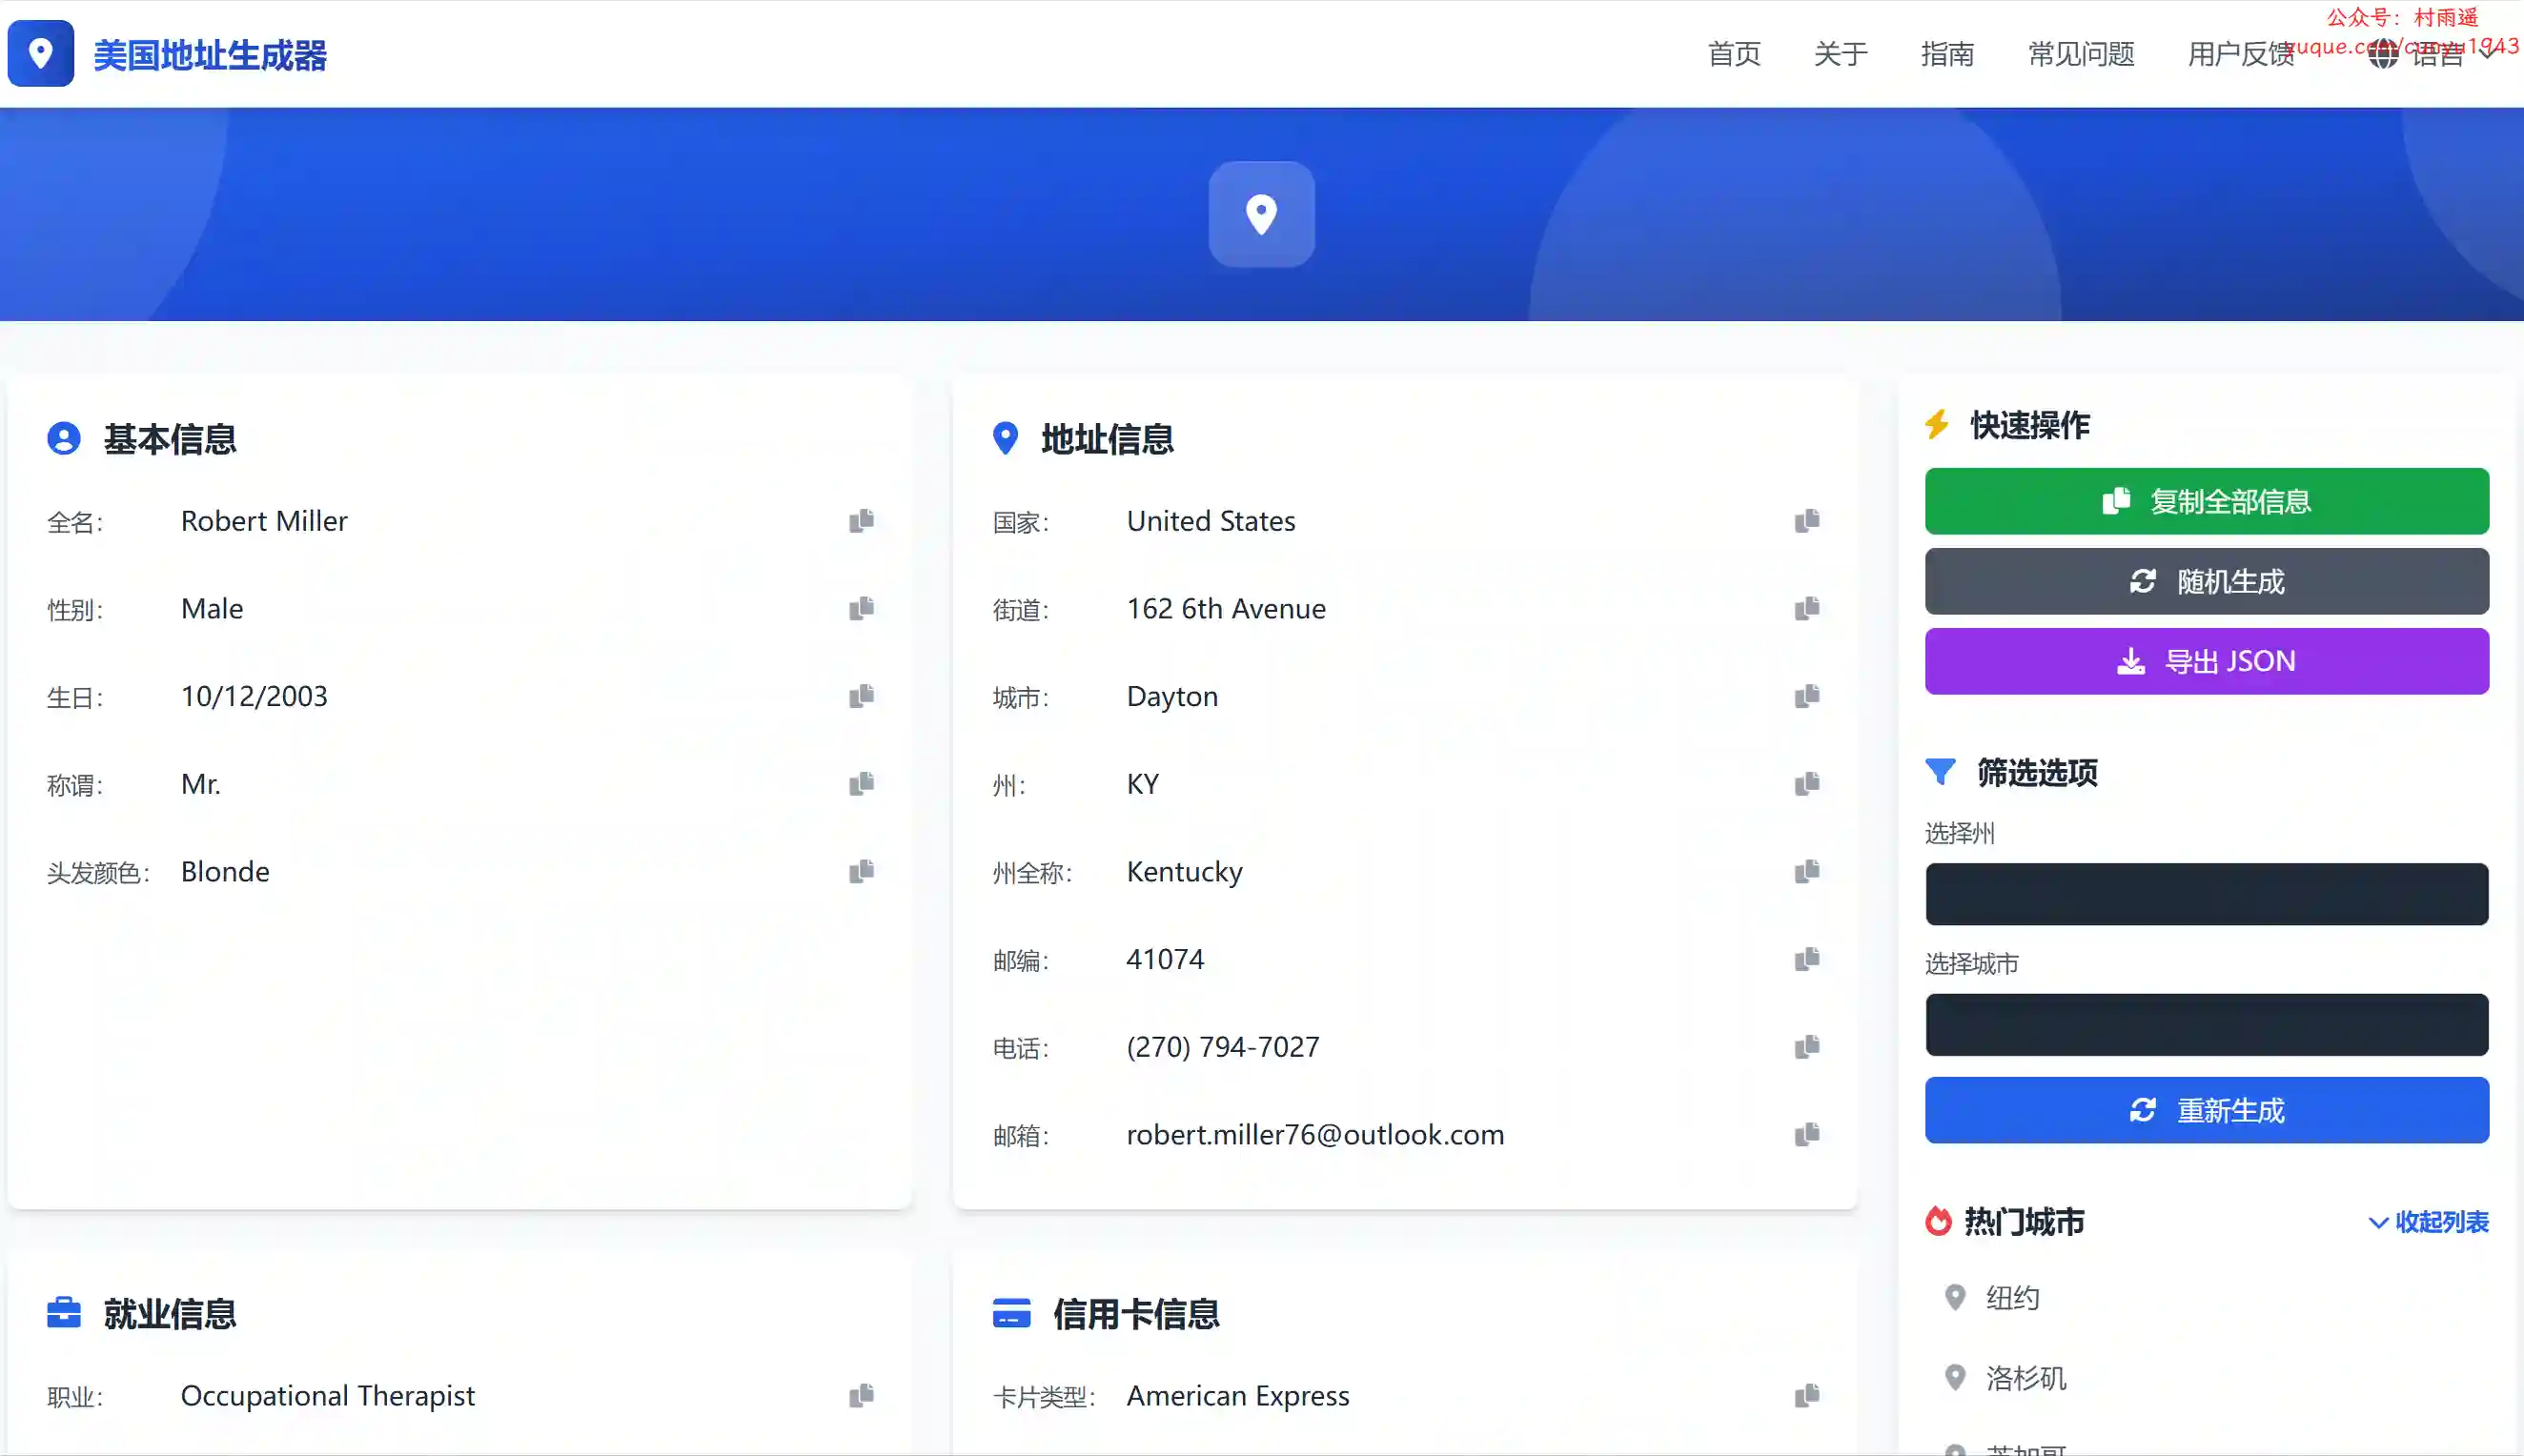 公众号：村雨遥
yuque.com/cunyu1943
美国地址生成器
首页 关于 指南 常见问题 用户反馈 语言
基本信息
全名： Robert Miller
性别： Male
生日： 10/12/2003
称谓： Mr.
头发颜色： Blonde
地址信息
国家： United States
街道： 162 6th Avenue
城市： Dayton
州： KY
州全称： Kentucky
邮编： 41074
电话： (270) 794-7027
邮箱： robert.miller76@outlook.com
就业信息
职业： Occupational Therapist
信用卡信息
卡片类型： American Express
快速操作
复制全部信息
随机生成
导出 JSON
筛选选项
选择州
选择城市
重新生成
热门城市 收起列表
纽约
洛杉矶
芝加哥